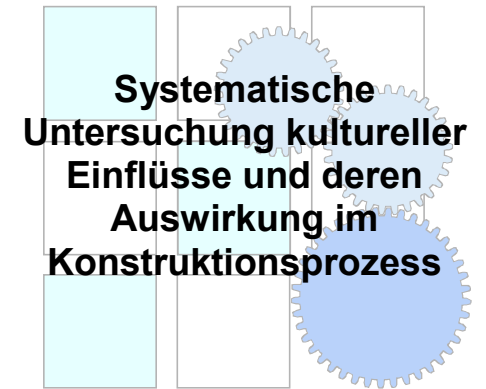 Systematische
Untersuchung kultureller
Einflüsse und deren
Auswirkung im
Konstruktionsprozess